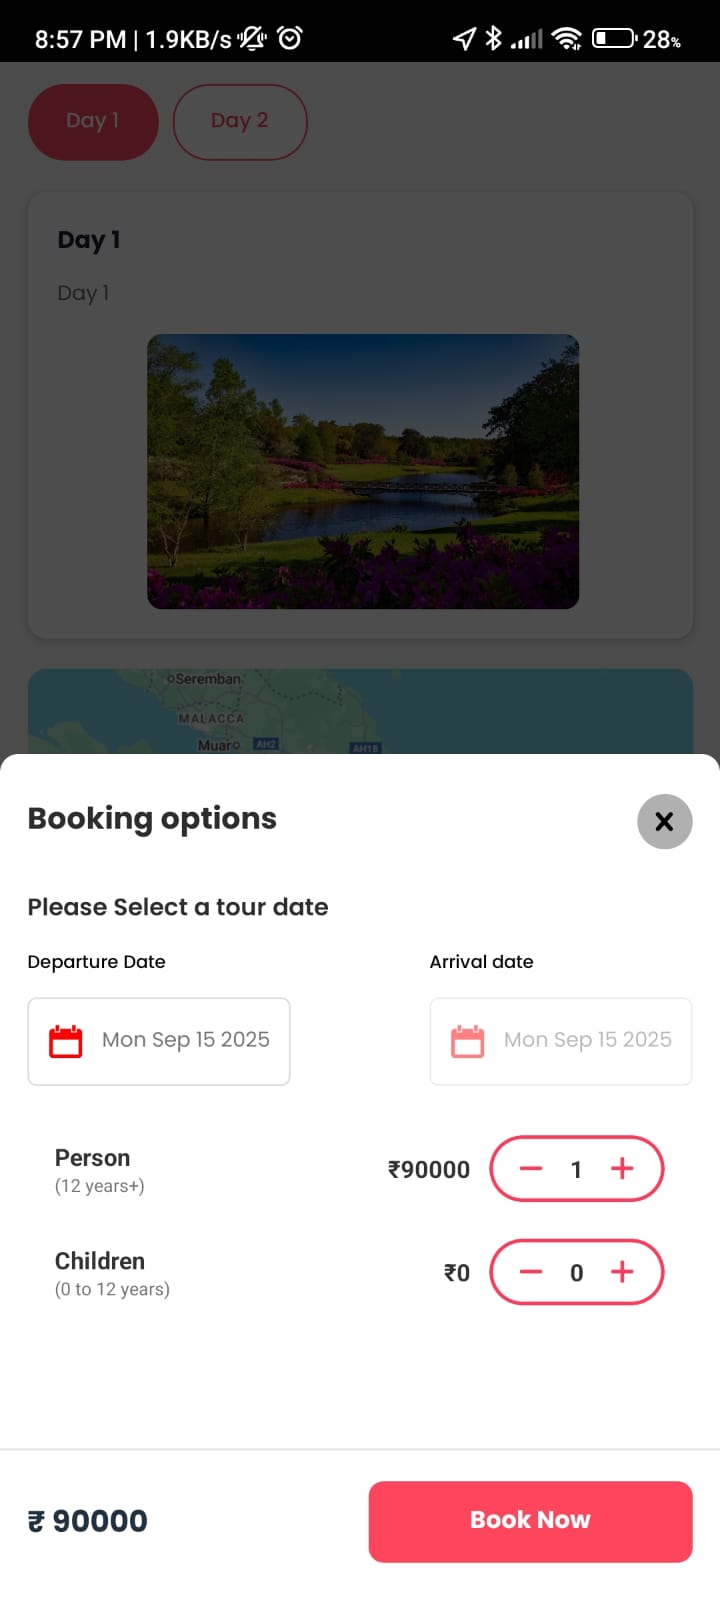 8:57 PM | 1.9KB/s 28%
Day 1 Day 2
Day 1
Day 1
Seremban
MALACCA
Muar AH2 AH18
Booking options
Please Select a tour date
Departure Date Arrival date
Mon Sep 15 2025 Mon Sep 15 2025
Person ₹90000 − 1 +
(12 years+)
Children ₹0 − 0 +
(0 to 12 years)
₹ 90000 Book Now